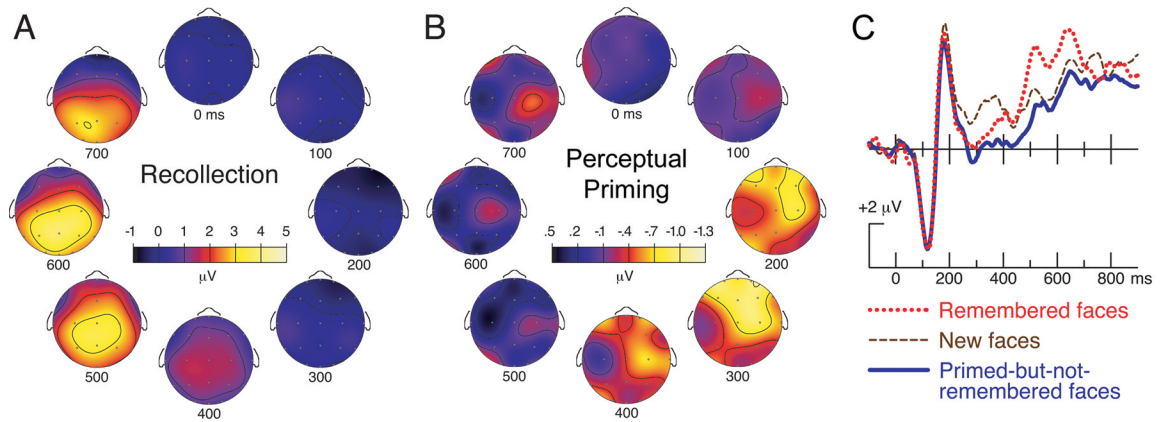 A
B
C
0 ms
100
200
300
400
500
600
700
Recollection
-1 0 1 2 3 4 5
μV
0 ms
100
200
300
400
500
600
700
Perceptual
Priming
.5 .2 -.1 -.4 -.7 -1.0 -1.3
μV
+2 μV
0 200 400 600 800 ms
Remembered faces
New faces
Primed-but-not-
remembered faces